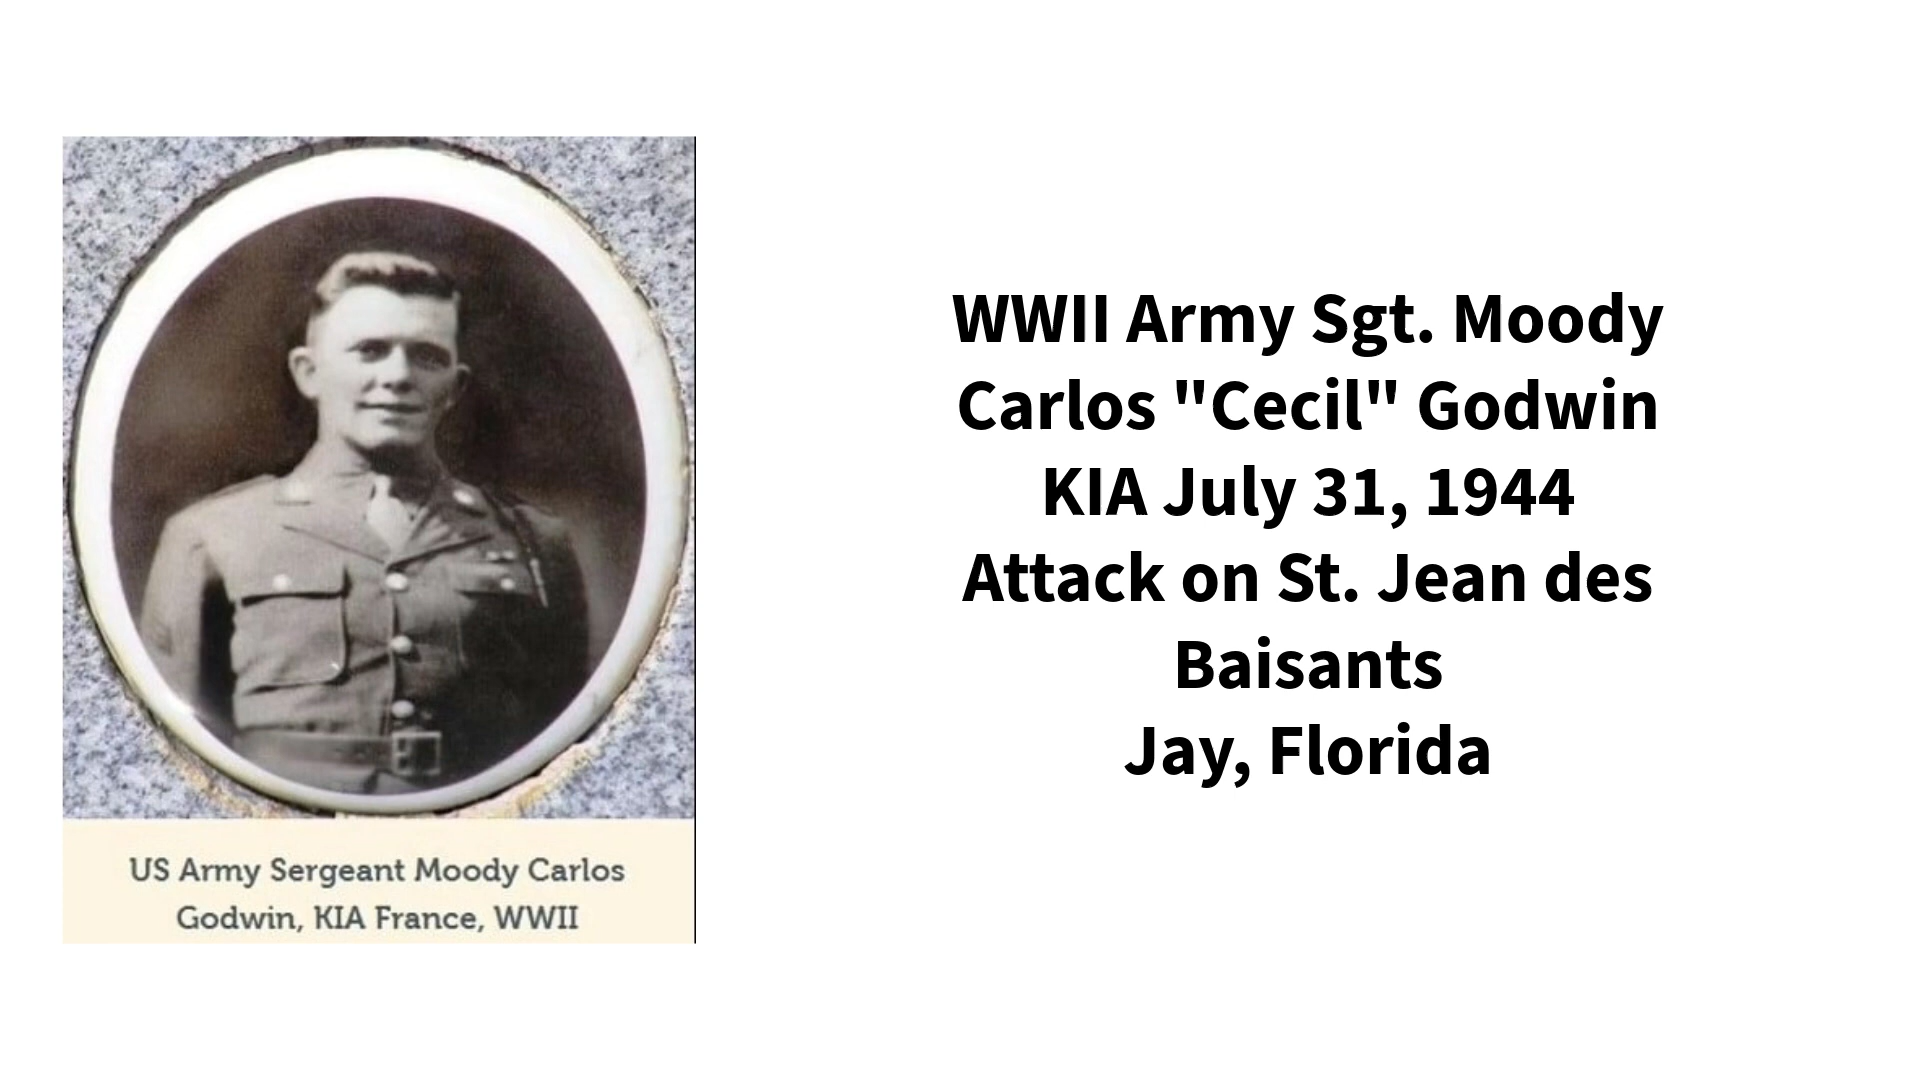 US Army Sergeant Moody Carlos
Godwin, KIA France, WWII
WWII Army Sgt. Moody
Carlos "Cecil" Godwin
KIA July 31, 1944
Attack on St. Jean des
Baisants
Jay, Florida